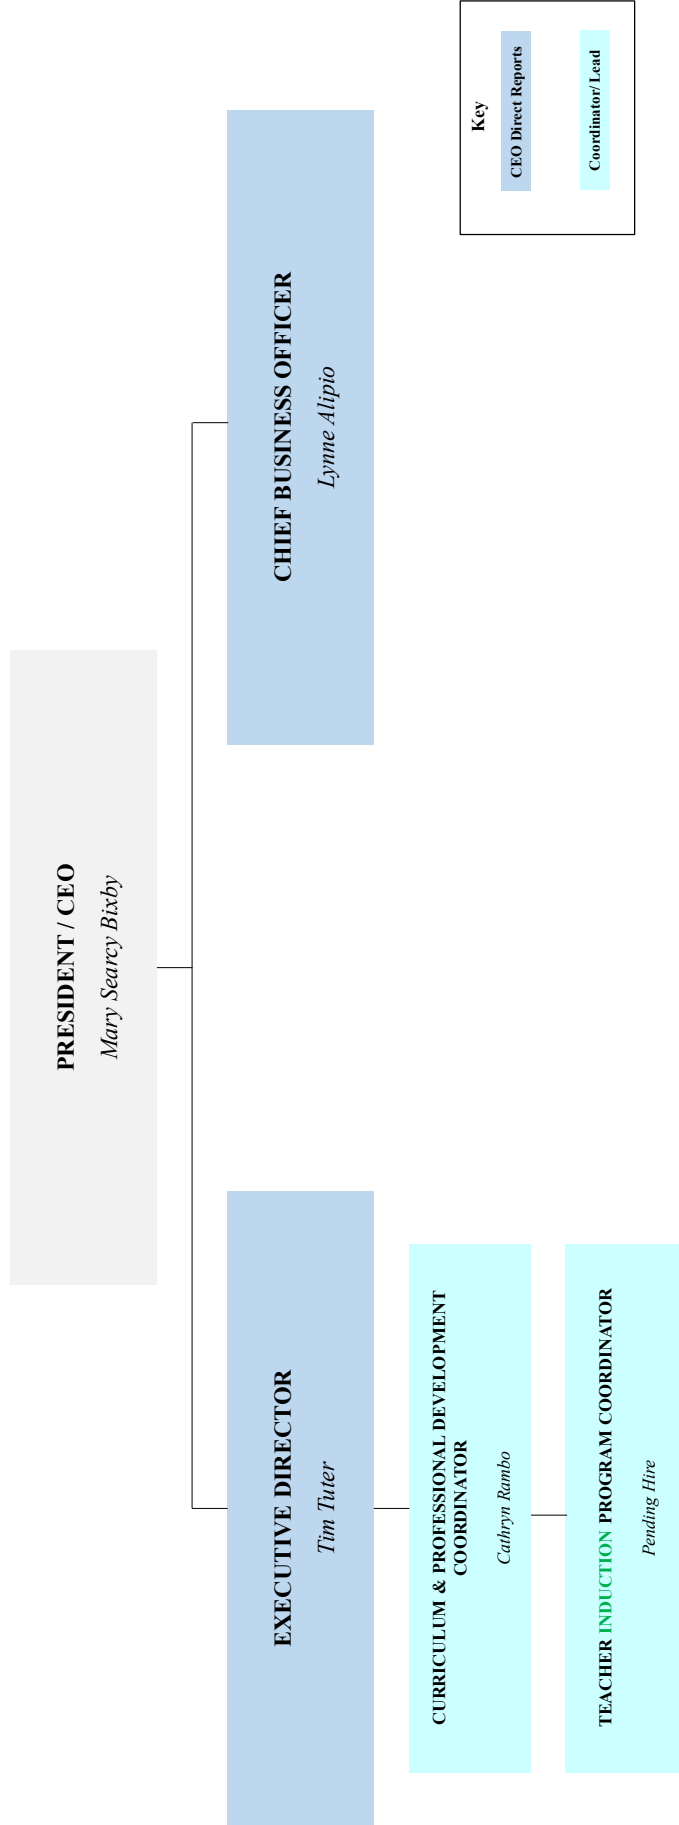 PRESIDENT / CEO
Mary Searcy Bixby
EXECUTIVE DIRECTOR
Tim Tuter
CHIEF BUSINESS OFFICER
Lynne Alipio
CURRICULUM & PROFESSIONAL DEVELOPMENT
COORDINATOR
Cathryn Rambo
TEACHER INDUCTION PROGRAM COORDINATOR
Pending Hire
Key
CEO Direct Reports
Coordinator/ Lead